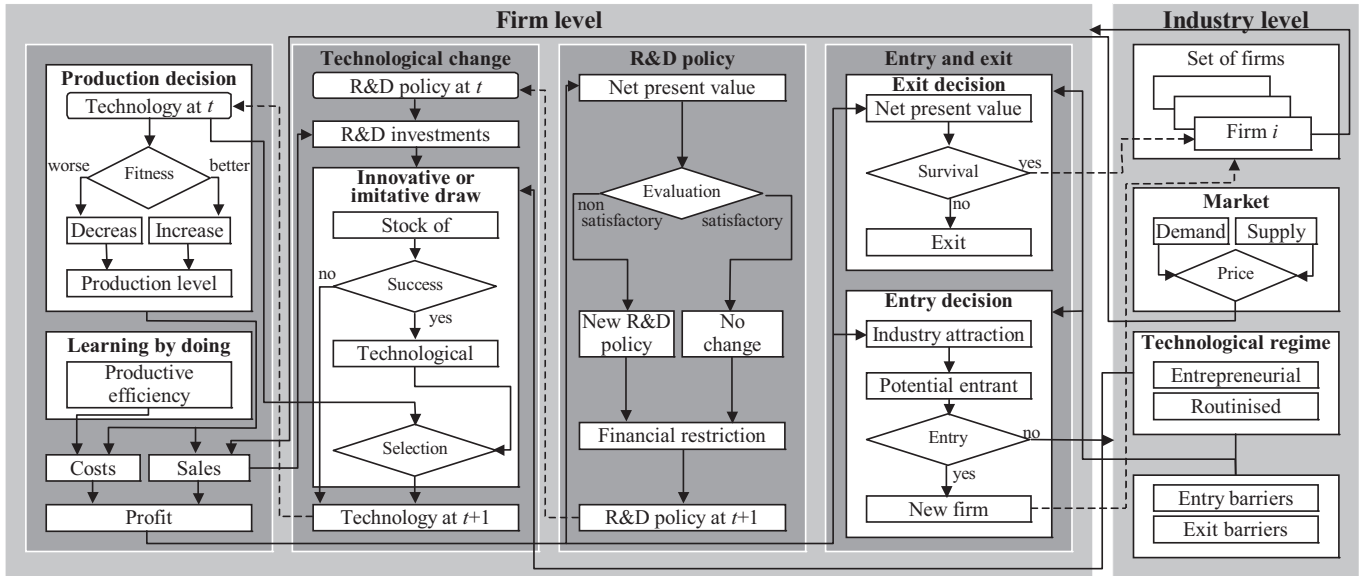 Firm level
Production decision
Technology at t
worse
better
Fitness
Decreas
Increase
Production level
Learning by doing
Productive
efficiency
Costs
Sales
Profit
Technological change
R&D policy at t
R&D investments
Innovative or
imitative draw
Stock of
no
Success
yes
Technological
Selection
Technology at t+1
R&D policy
Net present value
Evaluation
non
satisfactory
satisfactory
New R&D
policy
No
change
Financial restriction
R&D policy at t+1
Entry and exit
Exit decision
Net present value
yes
Survival
no
Exit
Entry decision
Industry attraction
Potential entrant
Entry
no
yes
New firm
Industry level
Set of firms
Firm i
Market
Demand
Supply
Price
Technological regime
Entrepreneurial
Routinised
Entry barriers
Exit barriers